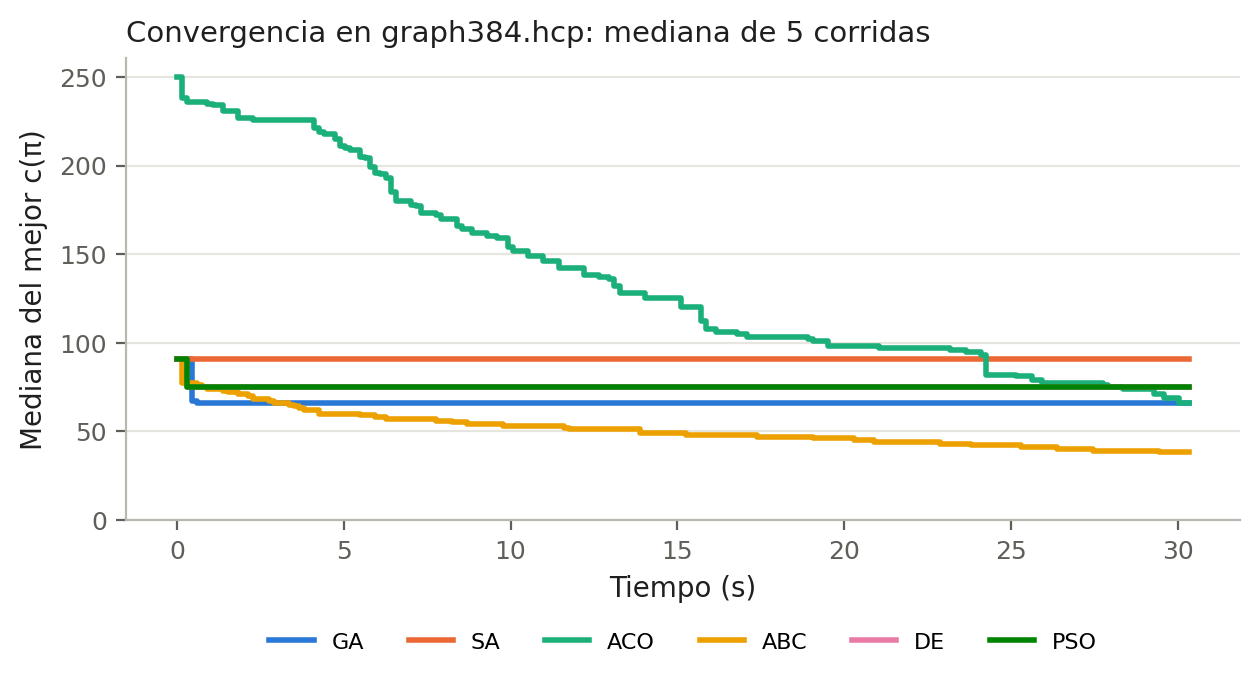 Convergencia en graph384.hcp: mediana de 5 corridas
Mediana del mejor c(π)
250
200
150
100
50
0
0 5 10 15 20 25 30
Tiempo (s)
GA SA ACO ABC DE PSO